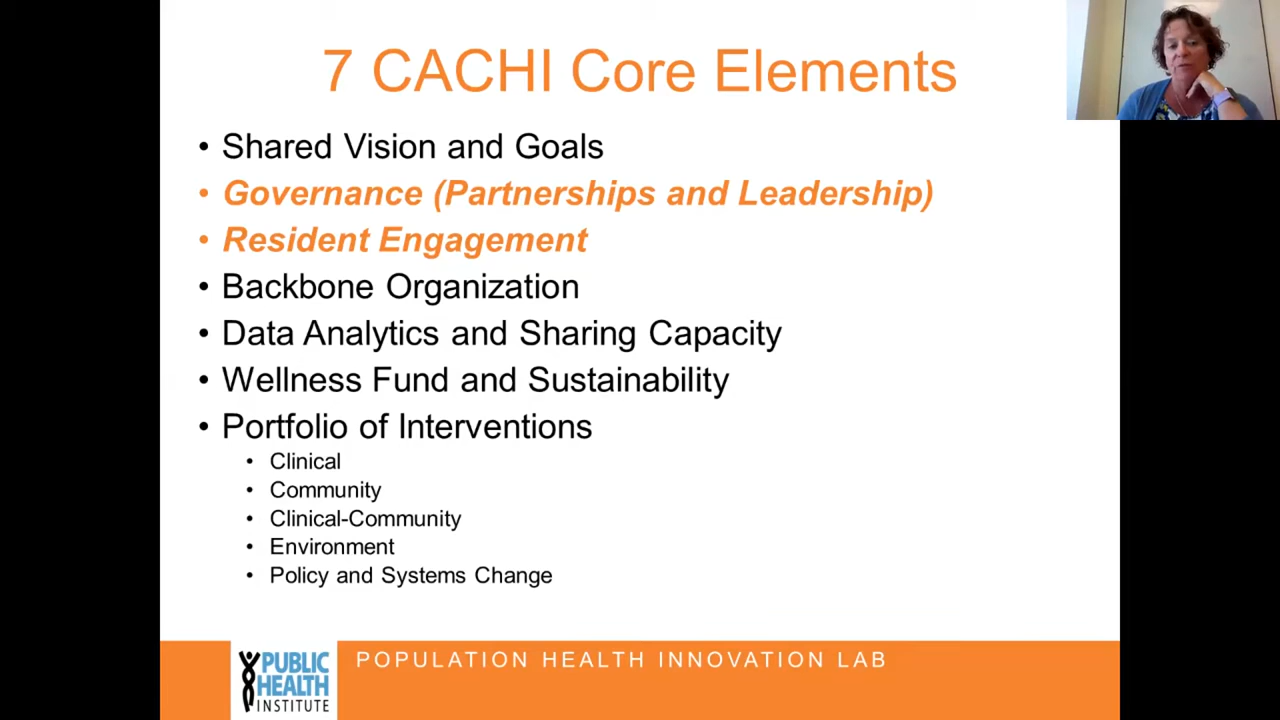 7 CACHI Core Elements
• Shared Vision and Goals
• Governance (Partnerships and Leadership)
• Resident Engagement
• Backbone Organization
• Data Analytics and Sharing Capacity
• Wellness Fund and Sustainability
• Portfolio of Interventions
• Clinical
• Community
• Clinical-Community
• Environment
• Policy and Systems Change
PUBLIC
HEALTH
INSTITUTE
POPULATION HEALTH INNOVATION LAB